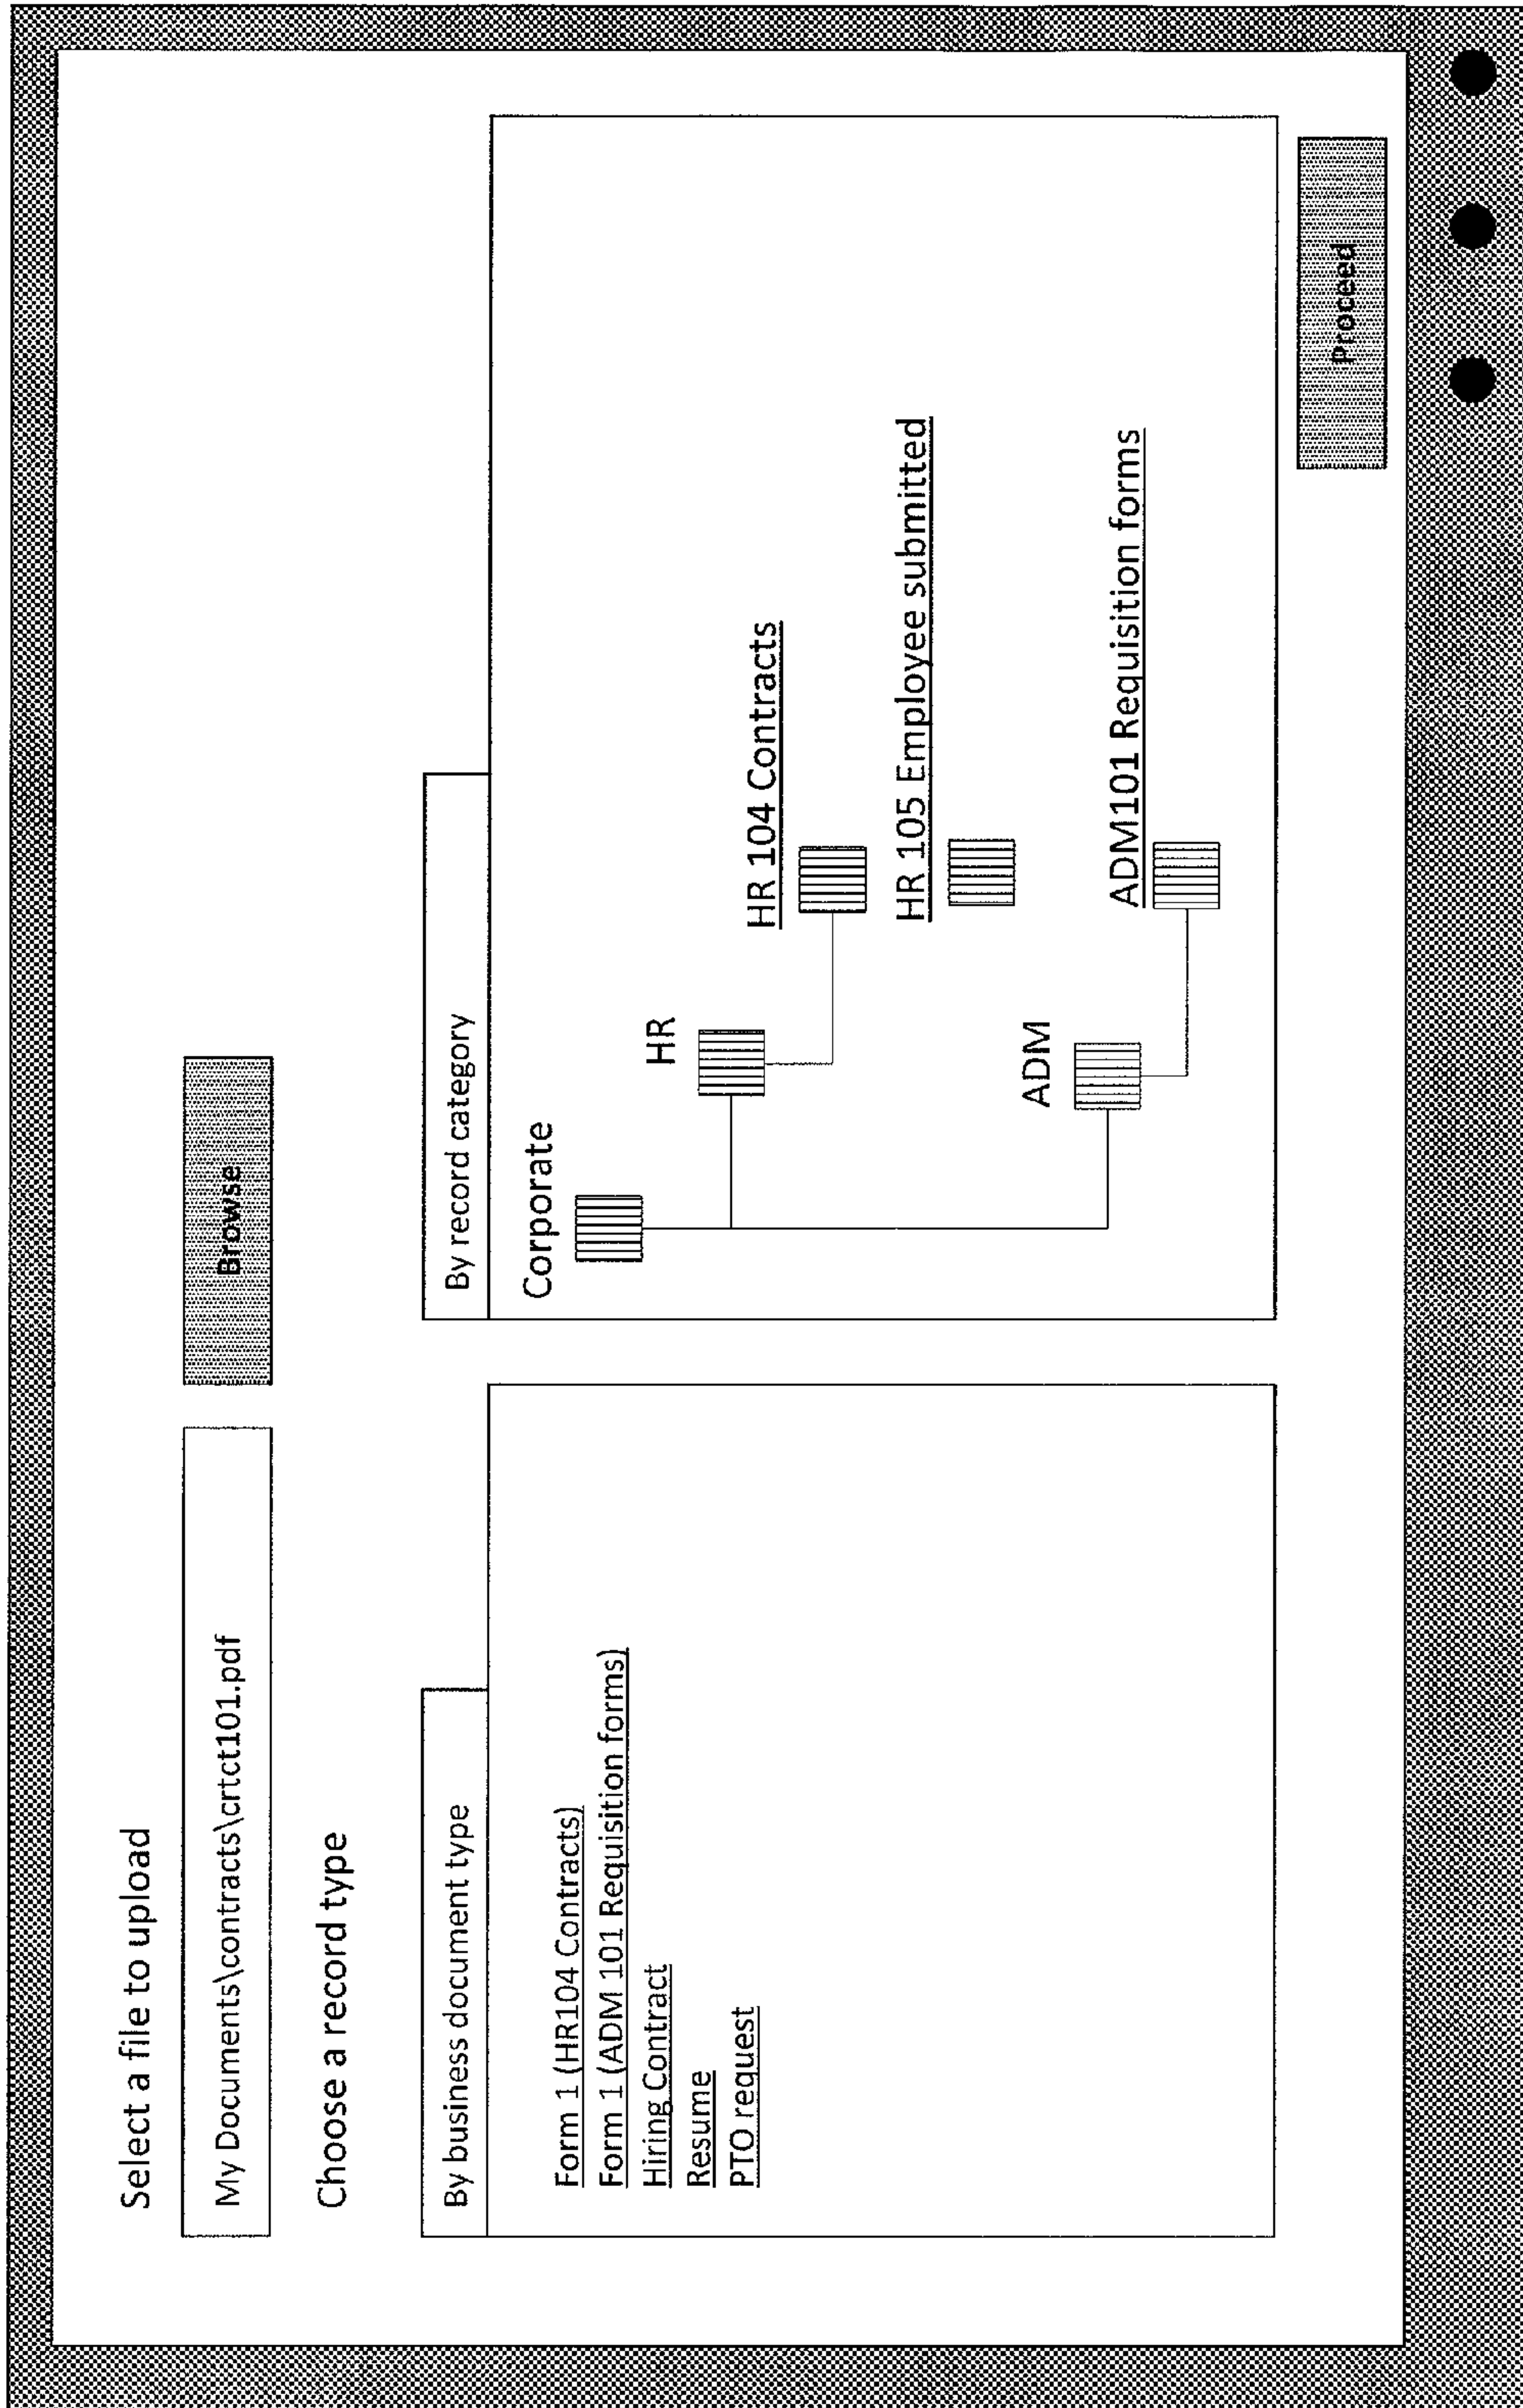 Select a file to upload
My Documents\contracts\crtct101.pdf
Browse
Choose a record type
By business document type
Form 1 (HR104 Contracts)
Form 1 (ADM 101 Requisition forms)
Hiring Contract
Resume
PTO request
By record category
Corporate
HR
HR 104 Contracts
HR 105 Employee submitted
ADM
ADM101 Requisition forms
Proceed